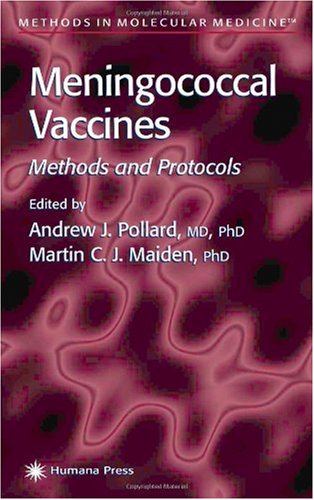 METHODS IN MOLECULAR MEDICINE™
Meningococcal
Vaccines
Methods and Protocols
Edited by
Andrew J. Pollard, MD, PhD
Martin C. J. Maiden, PhD
Humana Press